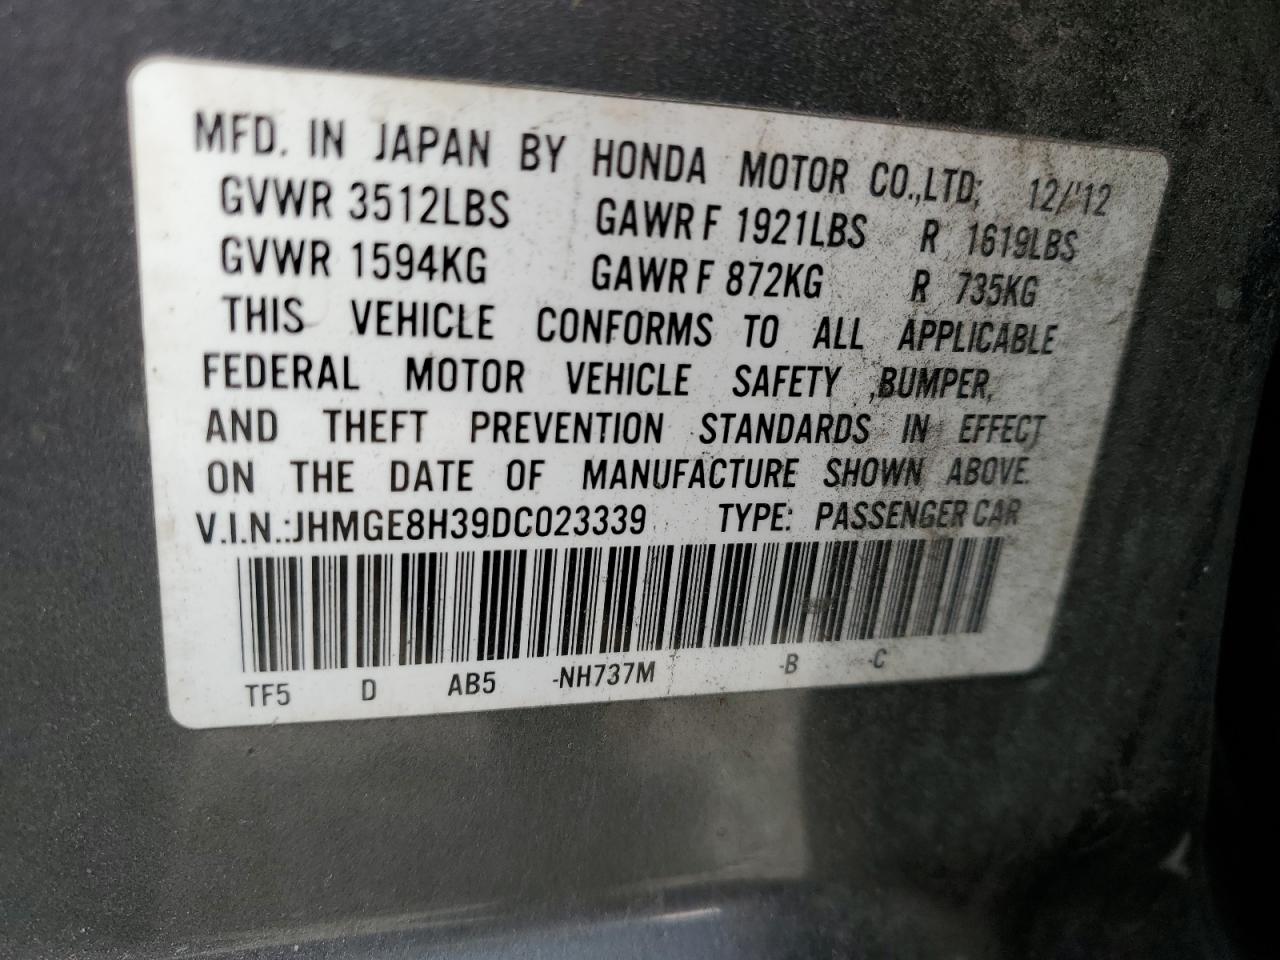 MFD. IN JAPAN BY HONDA MOTOR CO.,LTD; 12/'12
GVWR 3512LBS GAWR F 1921LBS R 1619LBS
GVWR 1594KG GAWR F 872KG R 735KG
THIS VEHICLE CONFORMS TO ALL APPLICABLE
FEDERAL MOTOR VEHICLE SAFETY ,BUMPER,
AND THEFT PREVENTION STANDARDS IN EFFECT
ON THE DATE OF MANUFACTURE SHOWN ABOVE.
V.I.N.:JHMGE8H39DC023339 TYPE: PASSENGER CAR
TF5 D AB5 -NH737M -B -C